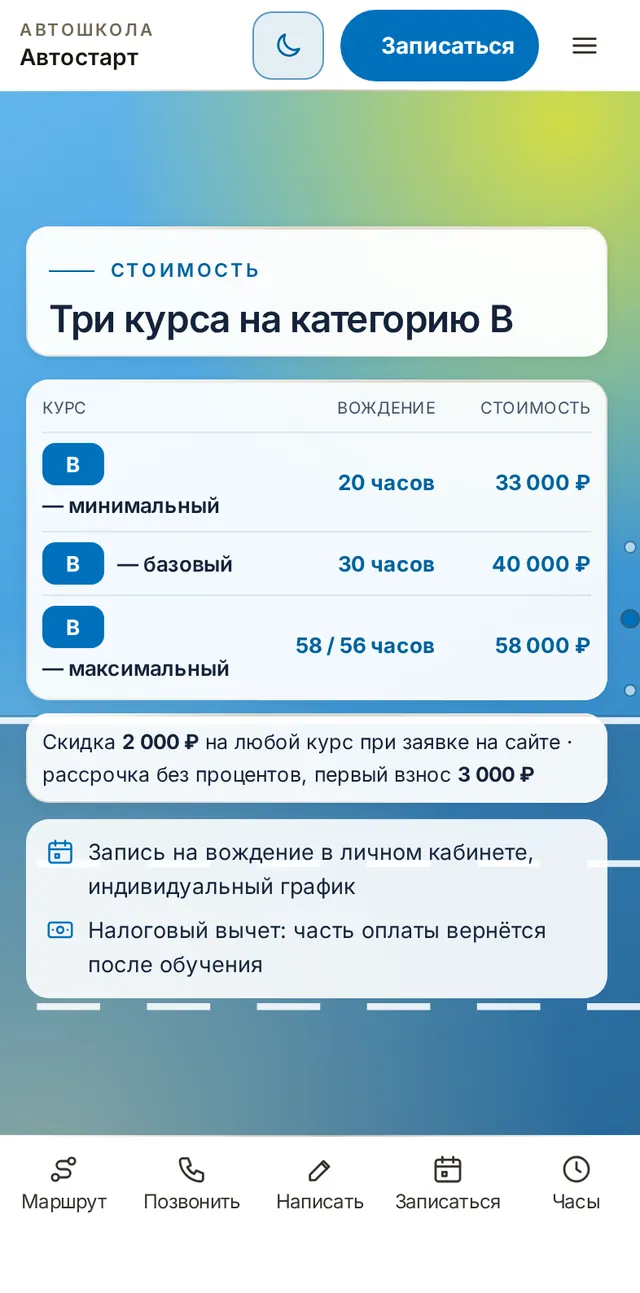 АВТОШКОЛА
Автостарт
Записаться
СТОИМОСТЬ
Три курса на категорию B
КУРС ВОЖДЕНИЕ СТОИМОСТЬ
B
— минимальный 20 часов 33 000 ₽
B — базовый 30 часов 40 000 ₽
B
— максимальный 58 / 56 часов 58 000 ₽
Скидка 2 000 ₽ на любой курс при заявке на сайте ·
рассрочка без процентов, первый взнос 3 000 ₽
Запись на вождение в личном кабинете,
индивидуальный график
Налоговый вычет: часть оплаты вернётся
после обучения
Маршрут Позвонить Написать Записаться Часы